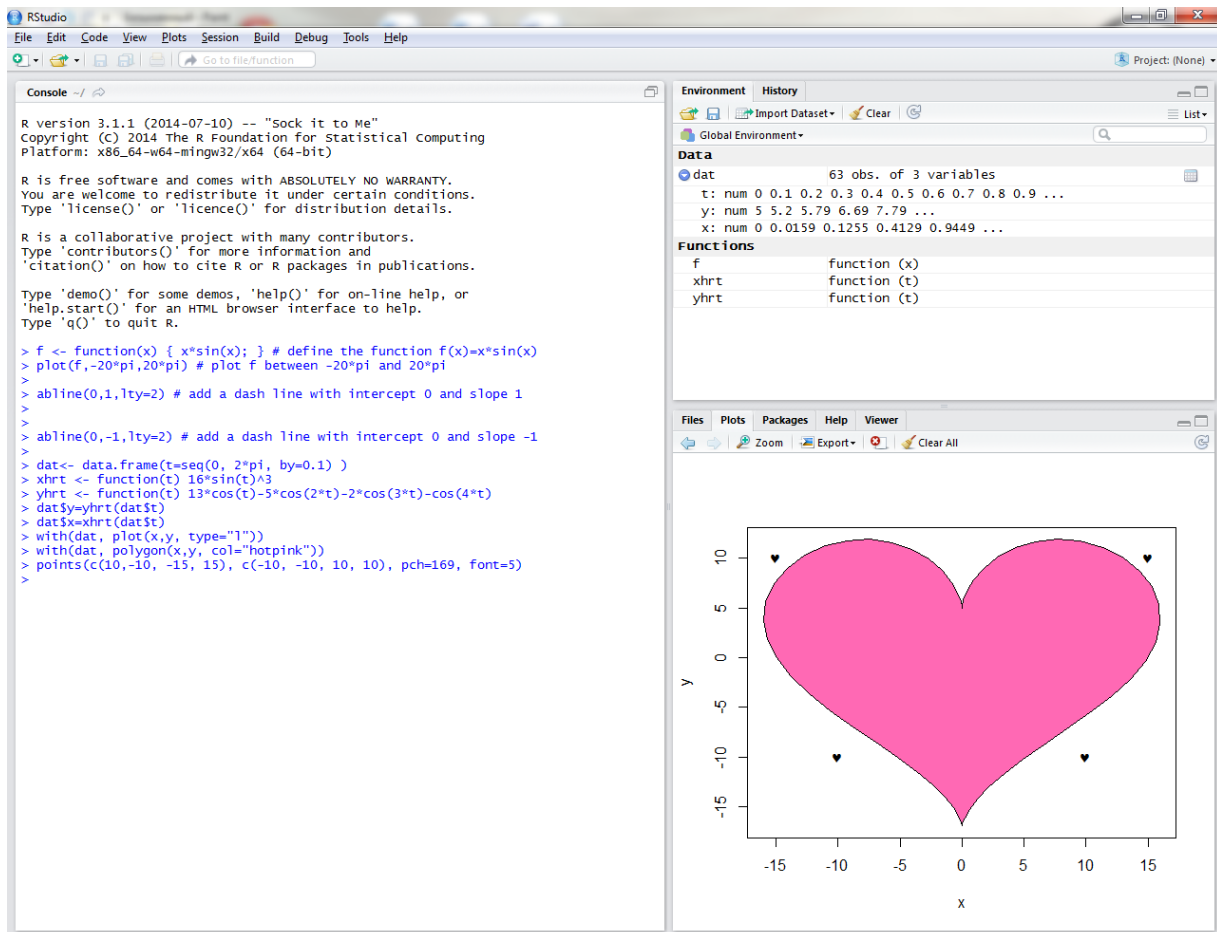 RStudio
File Edit Code View Plots Session Build Debug Tools Help
Go to file/function
Project: (None)
Console ~/
R version 3.1.1 (2014-07-10) -- "Sock it to Me"
Copyright (C) 2014 The R Foundation for Statistical Computing
Platform: x86_64-w64-mingw32/x64 (64-bit)
R is free software and comes with ABSOLUTELY NO WARRANTY.
You are welcome to redistribute it under certain conditions.
Type 'license()' or 'licence()' for distribution details.
R is a collaborative project with many contributors.
Type 'contributors()' for more information and
'citation()' on how to cite R or R packages in publications.
Type 'demo()' for some demos, 'help()' for on-line help, or
'help.start()' for an HTML browser interface to help.
Type 'q()' to quit R.
> f <- function(x) { x*sin(x); } # define the function f(x)=x*sin(x)
> plot(f,-20*pi,20*pi) # plot f between -20*pi and 20*pi
>
> abline(0,1,lty=2) # add a dash line with intercept 0 and slope 1
>
>
> abline(0,-1,lty=2) # add a dash line with intercept 0 and slope -1
>
> dat<- data.frame(t=seq(0, 2*pi, by=0.1) )
> xhrt <- function(t) 16*sin(t)^3
> yhrt <- function(t) 13*cos(t)-5*cos(2*t)-2*cos(3*t)-cos(4*t)
> dat$y=yhrt(dat$t)
> dat$x=xhrt(dat$t)
> with(dat, plot(x,y, type="l"))
> with(dat, polygon(x,y, col="hotpink"))
> points(c(10,-10, -15, 15), c(-10, -10, 10, 10), pch=169, font=5)
>
Environment History
Import Dataset Clear List
Global Environment
Data
dat 63 obs. of 3 variables
t: num 0 0.1 0.2 0.3 0.4 0.5 0.6 0.7 0.8 0.9 ...
y: num 5 5.2 5.79 6.69 7.79 ...
x: num 0 0.0159 0.1255 0.4129 0.9449 ...
Functions
f function (x)
xhrt function (t)
yhrt function (t)
Files Plots Packages Help Viewer
Zoom Export Clear All
10
5
0
-5
-10
-15
y
-15 -10 -5 0 5 10 15
x